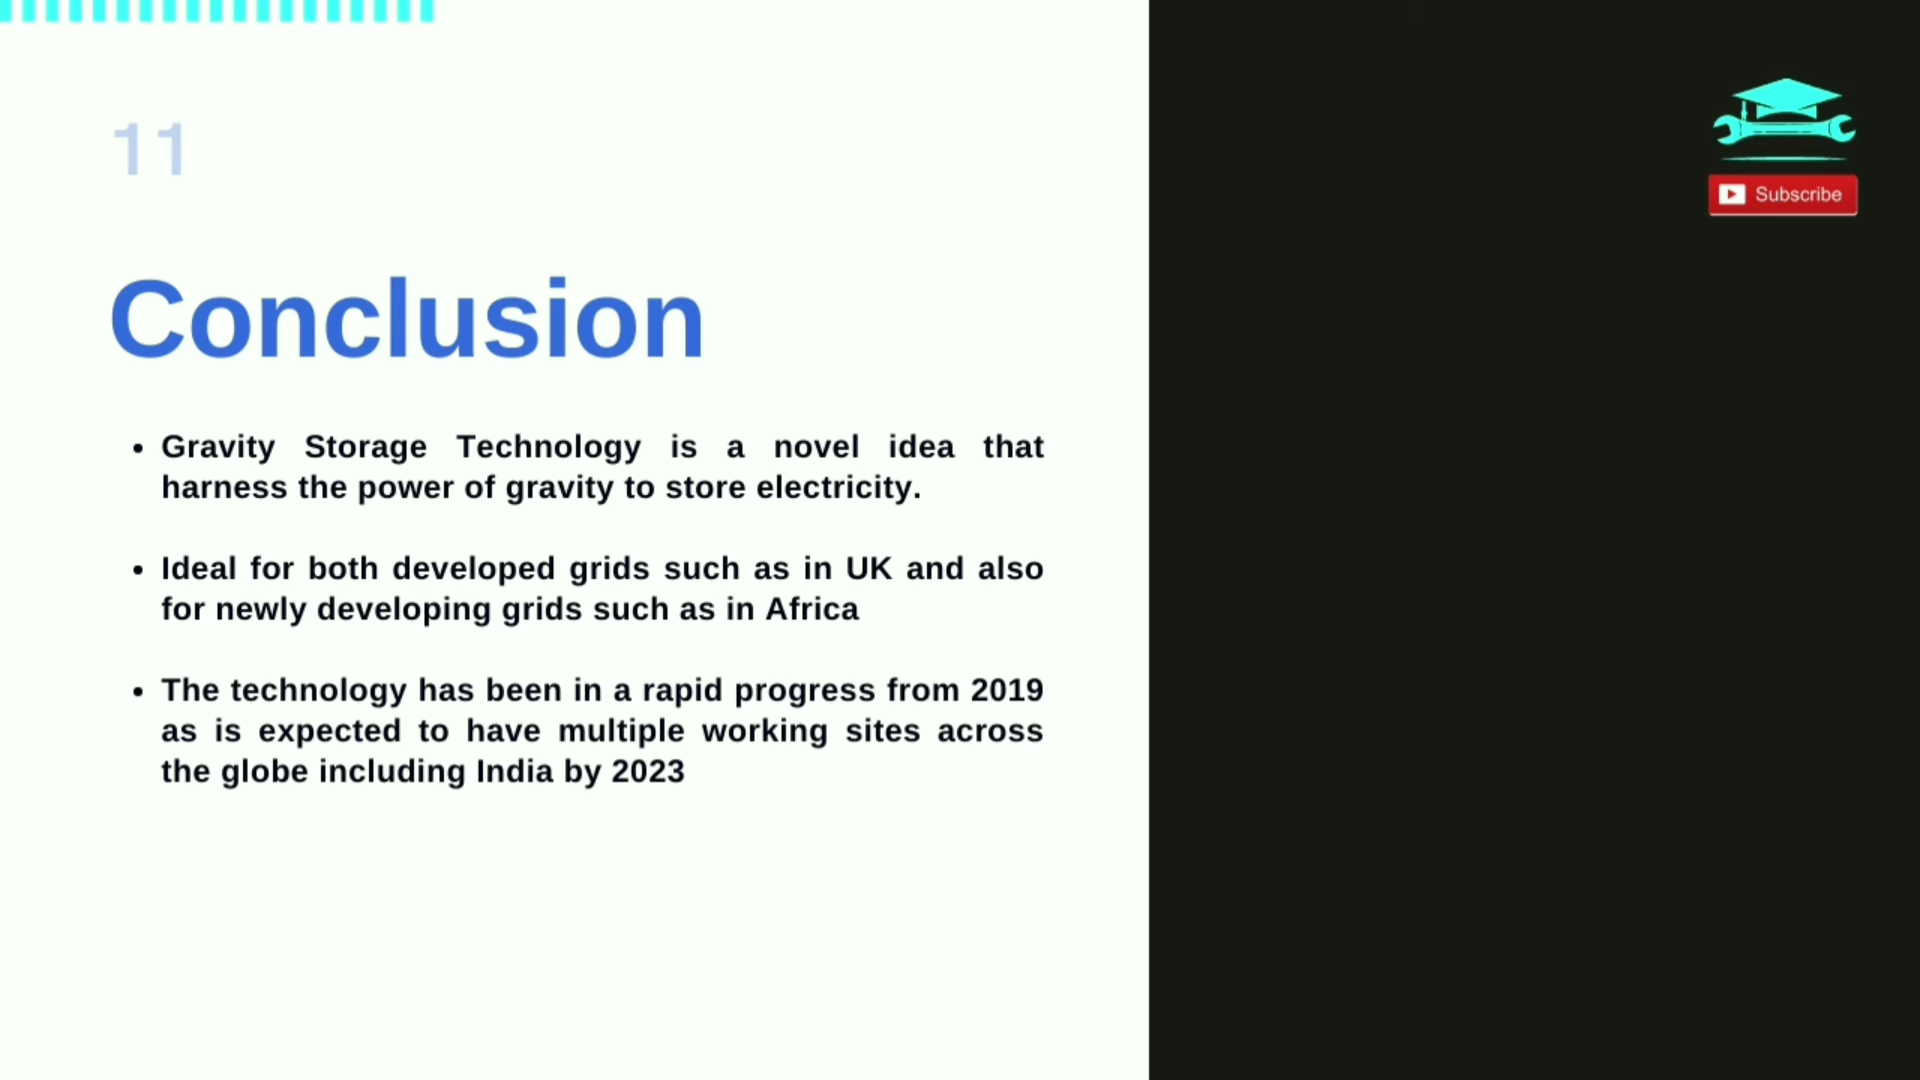 11
Conclusion
• Gravity Storage Technology is a novel idea that
harness the power of gravity to store electricity.
• Ideal for both developed grids such as in UK and also
for newly developing grids such as in Africa
• The technology has been in a rapid progress from 2019
as is expected to have multiple working sites across
the globe including India by 2023
Subscribe